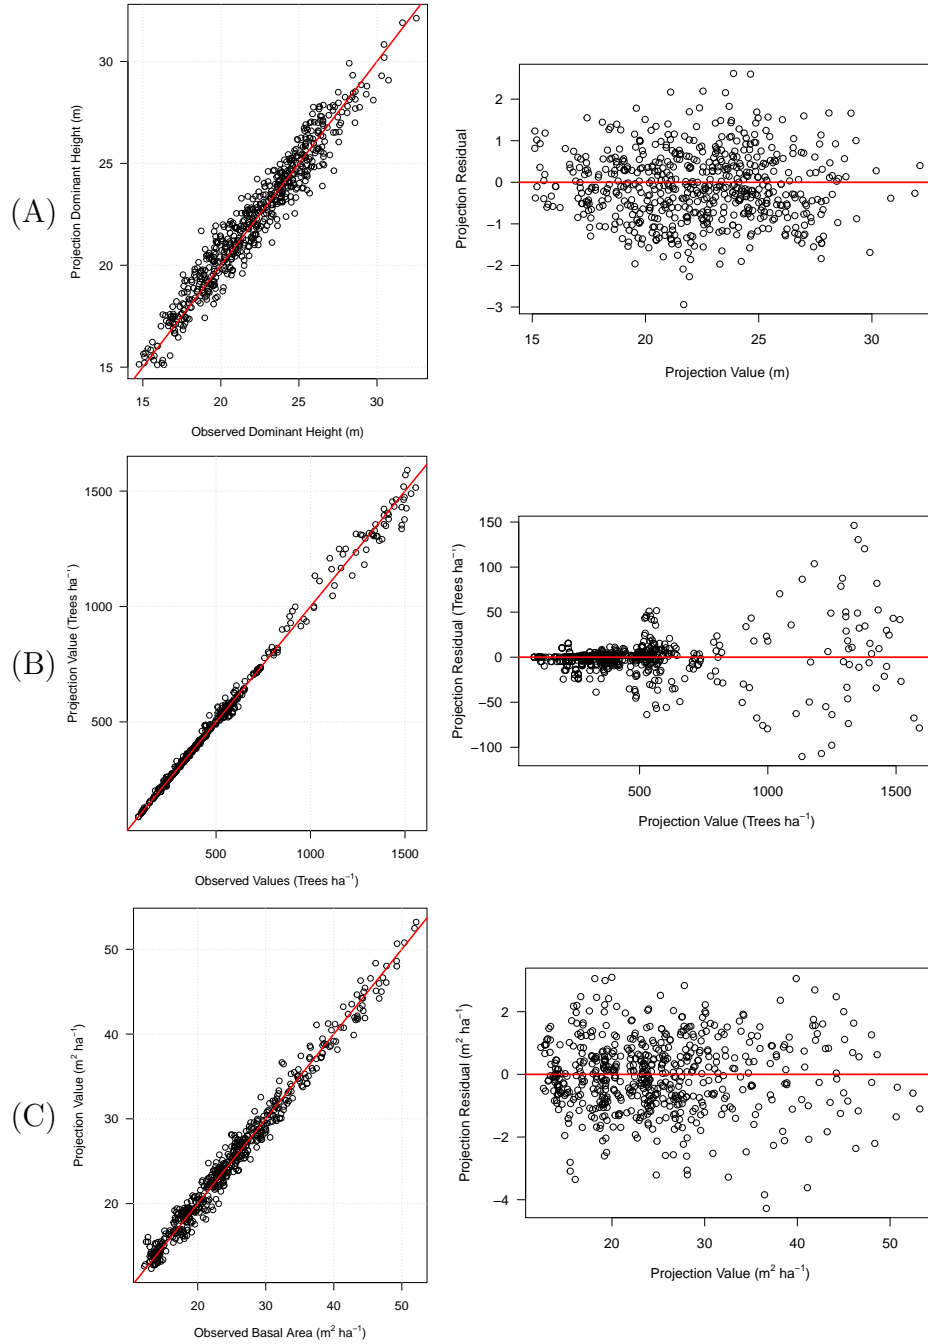 (A)
Projection Dominant Height (m)
30
25
20
15
15 20 25 30
Observed Dominant Height (m)
Projection Residual
2
1
0
−1
−2
−3
15 20 25 30
Projection Value (m)
(B)
Projection Value (Trees ha⁻¹)
1500
1000
500
500 1000 1500
Observed Values (Trees ha⁻¹)
Projection Residual (Trees ha⁻¹)
150
100
50
0
−50
−100
500 1000 1500
Projection Value (Trees ha⁻¹)
(C)
Projection Value (m² ha⁻¹)
50
40
30
20
20 30 40 50
Observed Basal Area (m² ha⁻¹)
Projection Residual (m² ha⁻¹)
2
0
−2
−4
20 30 40 50
Projection Value (m² ha⁻¹)